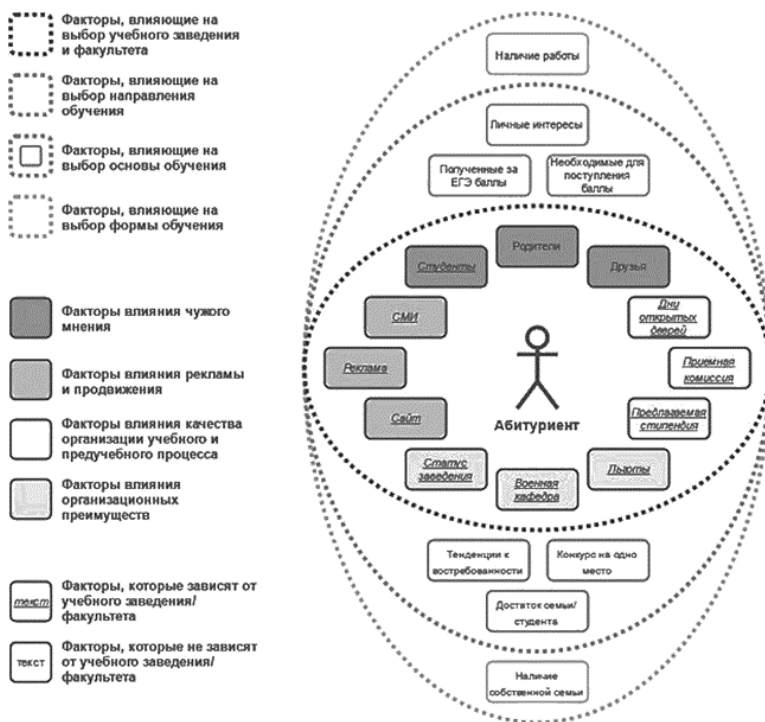 Факторы, влияющие на
выбор учебного заведения
и факультета
Факторы, влияющие на
выбор направления
обучения
Факторы, влияющие на
выбор основы обучения
Факторы, влияющие на
выбор формы обучения
Факторы влияния чужого
мнения
Факторы влияния рекламы
и продвижения
Факторы влияния качества
организации учебного и
предучебного процесса
Факторы влияния
организационных
преимуществ
текст
Факторы, которые зависят от
учебного заведения/
факультета
текст
Факторы, которые не зависят
от учебного заведения/
факультета
Наличие работы
Личные интересы
Полученные за
ЕГЭ баллы
Необходимые для
поступления
баллы
Родители
Студенты
Друзья
СМИ
Дни
открытых
дверей
Реклама
Приемная
комиссия
Сайт
Абитуриент
Предлагаемая
стипендия
Статус
заведения
Военная
кафедра
Льготы
Тенденции к
востребованности
Конкурс на одно
место
Достаток семьи/
студента
Наличие
собственной семьи